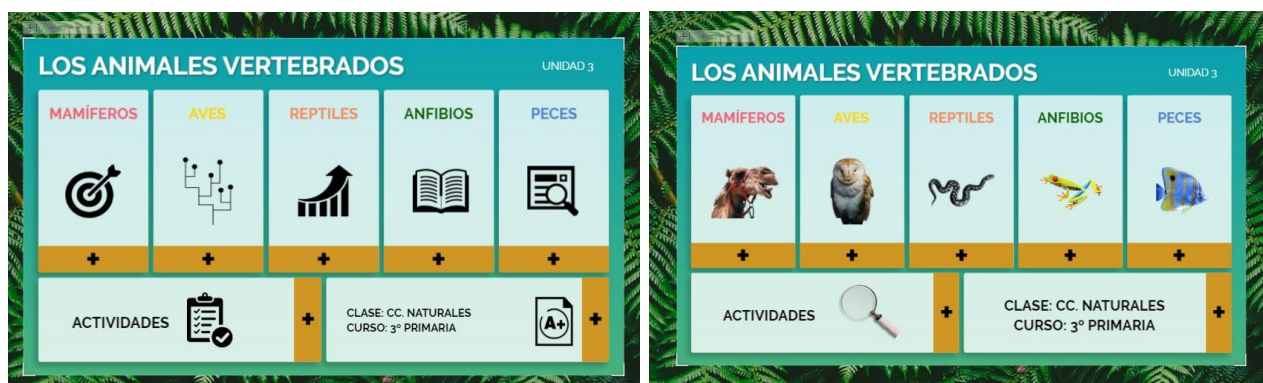 LOS ANIMALES VERTEBRADOS
UNIDAD 3
MAMÍFEROS
AVES
REPTILES
ANFIBIOS
PECES
+
+
+
+
+
ACTIVIDADES
+
CLASE: CC. NATURALES
CURSO: 3º PRIMARIA
A+
+
LOS ANIMALES VERTEBRADOS
UNIDAD 3
MAMÍFEROS
AVES
REPTILES
ANFIBIOS
PECES
+
+
+
+
+
ACTIVIDADES
+
CLASE: CC. NATURALES
CURSO: 3º PRIMARIA
+